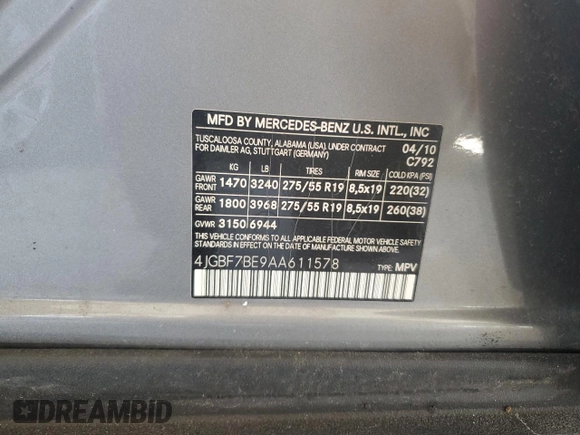 MFD BY MERCEDES-BENZ U.S. INTL., INC
TUSCALOOSA COUNTY, ALABAMA (USA), UNDER CONTRACT 04/10
FOR DAIMLER AG, STUTTGART (GERMANY) C792
KG LB TIRES RIM SIZE COLD KPA (PSI)
GAWR FRONT 1470 3240 275/55 R19 8,5x19 220(32)
GAWR REAR 1800 3968 275/55 R19 8,5x19 260(38)
GVWR 3150 6944
THIS VEHICLE CONFORMS TO ALL APPLICABLE FEDERAL MOTOR VEHICLE SAFETY
STANDARDS IN EFFECT ON THE DATE OF MANUFACTURE SHOWN ABOVE.
4JGBF7BE9AA611578 TYPE: MPV
DREAMBID